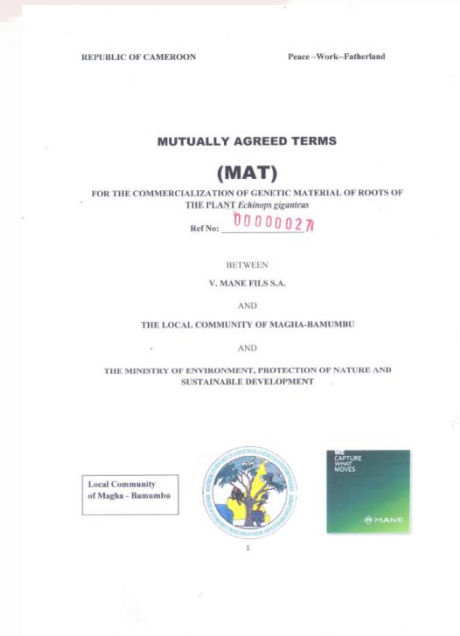 REPUBLIC OF CAMEROON Peace –Work--Fatherland
MUTUALLY AGREED TERMS
(MAT)
FOR THE COMMERCIALIZATION OF GENETIC MATERIAL OF ROOTS OF
THE PLANT Echinops giganteus
Ref No:
BETWEEN
V. MANE FILS S.A.
AND
THE LOCAL COMMUNITY OF MAGHA-BAMUMBU
AND
THE MINISTRY OF ENVIRONMENT, PROTECTION OF NATURE AND
SUSTAINABLE DEVELOPMENT
Local Community
of Magha - Bamumbu
WE
CAPTURE
WHAT
MOVES
MANE
1